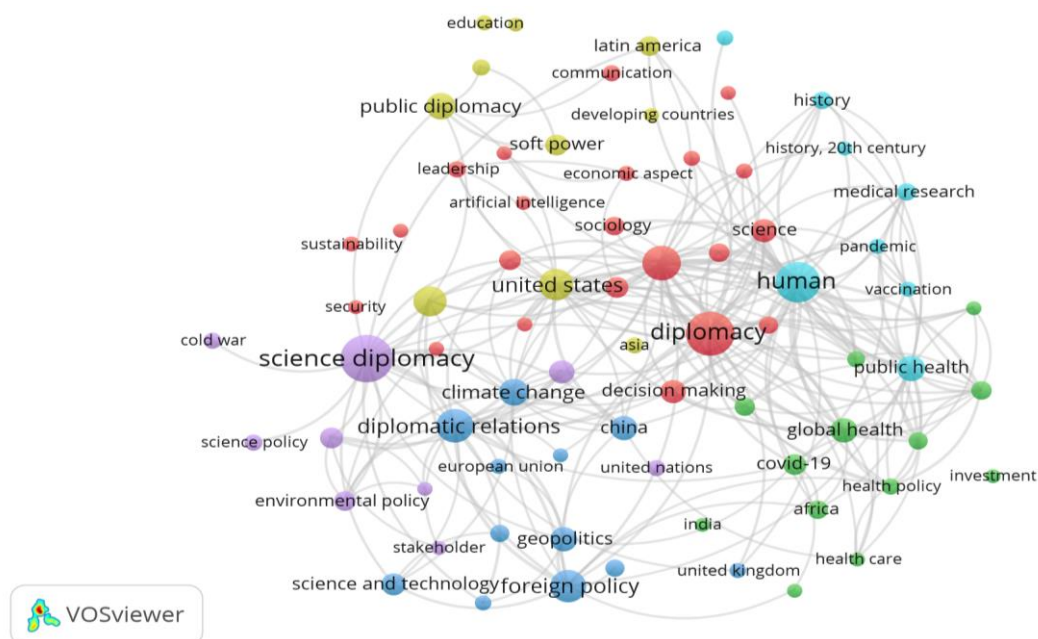 education
latin america
communication
public diplomacy
history
developing countries
soft power
history, 20th century
leadership
economic aspect
medical research
artificial intelligence
sociology
science
sustainability
pandemic
united states
human
vaccination
security
diplomacy
cold war
science diplomacy
asia
public health
climate change
decision making
diplomatic relations
china
global health
science policy
european union
united nations
covid-19
investment
health policy
environmental policy
africa
india
geopolitics
stakeholder
health care
science and technology
foreign policy
united kingdom
VOSviewer